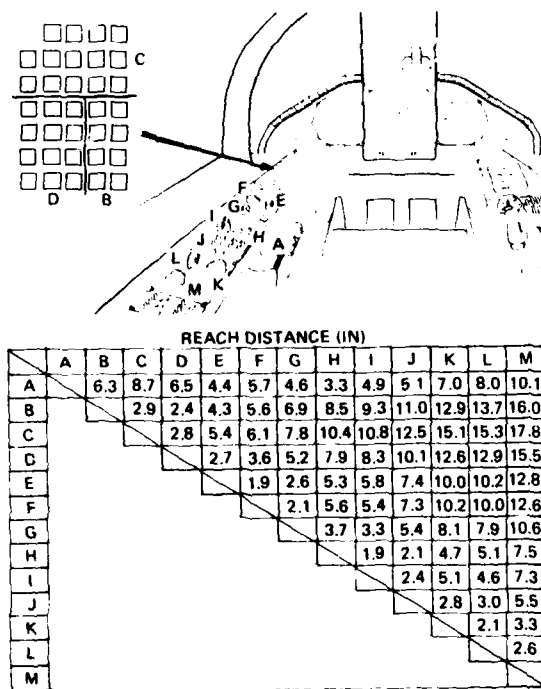 C
D B
F
E
G
I
H
J
A
L
K
M
REACH DISTANCE (IN)
A B C D E F G H I J K L M
A 6.3 8.7 6.5 4.4 5.7 4.6 3.3 4.9 5.1 7.0 8.0 10.1
B 2.9 2.4 4.3 5.6 6.9 8.5 9.3 11.0 12.9 13.7 16.0
C 2.8 5.4 6.1 7.8 10.4 10.8 12.5 15.1 15.3 17.8
D 2.7 3.6 5.2 7.9 8.3 10.1 12.6 12.9 15.5
E 1.9 2.6 5.3 5.8 7.4 10.0 10.2 12.8
F 2.1 5.6 5.4 7.3 10.2 10.0 12.6
G 3.7 3.3 5.4 8.1 7.9 10.6
H 1.9 2.1 4.7 5.1 7.5
I 2.4 5.1 4.6 7.3
J 2.8 3.0 5.5
K 2.1 3.3
L 2.6
M